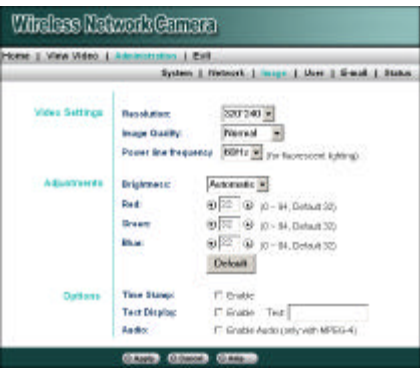 Wireless Network Camera
Home | View Video | Administration | Exit
System | Network | Image | User | E-mail | Status
Video Settings
Resolution: 320*240
Image Quality: Normal
Power line frequency 60Hz (for fluorescent lighting)
Adjustments
Brightness: Automatic
Red: 32 (0 - 64, Default 32)
Green: 32 (0 - 64, Default 32)
Blue: 32 (0 - 64, Default 32)
Default
Options
Time Stamp: Enable
Text Display: Enable Text
Audio: Enable Audio (only with MPEG-4)
Apply Cancel Help